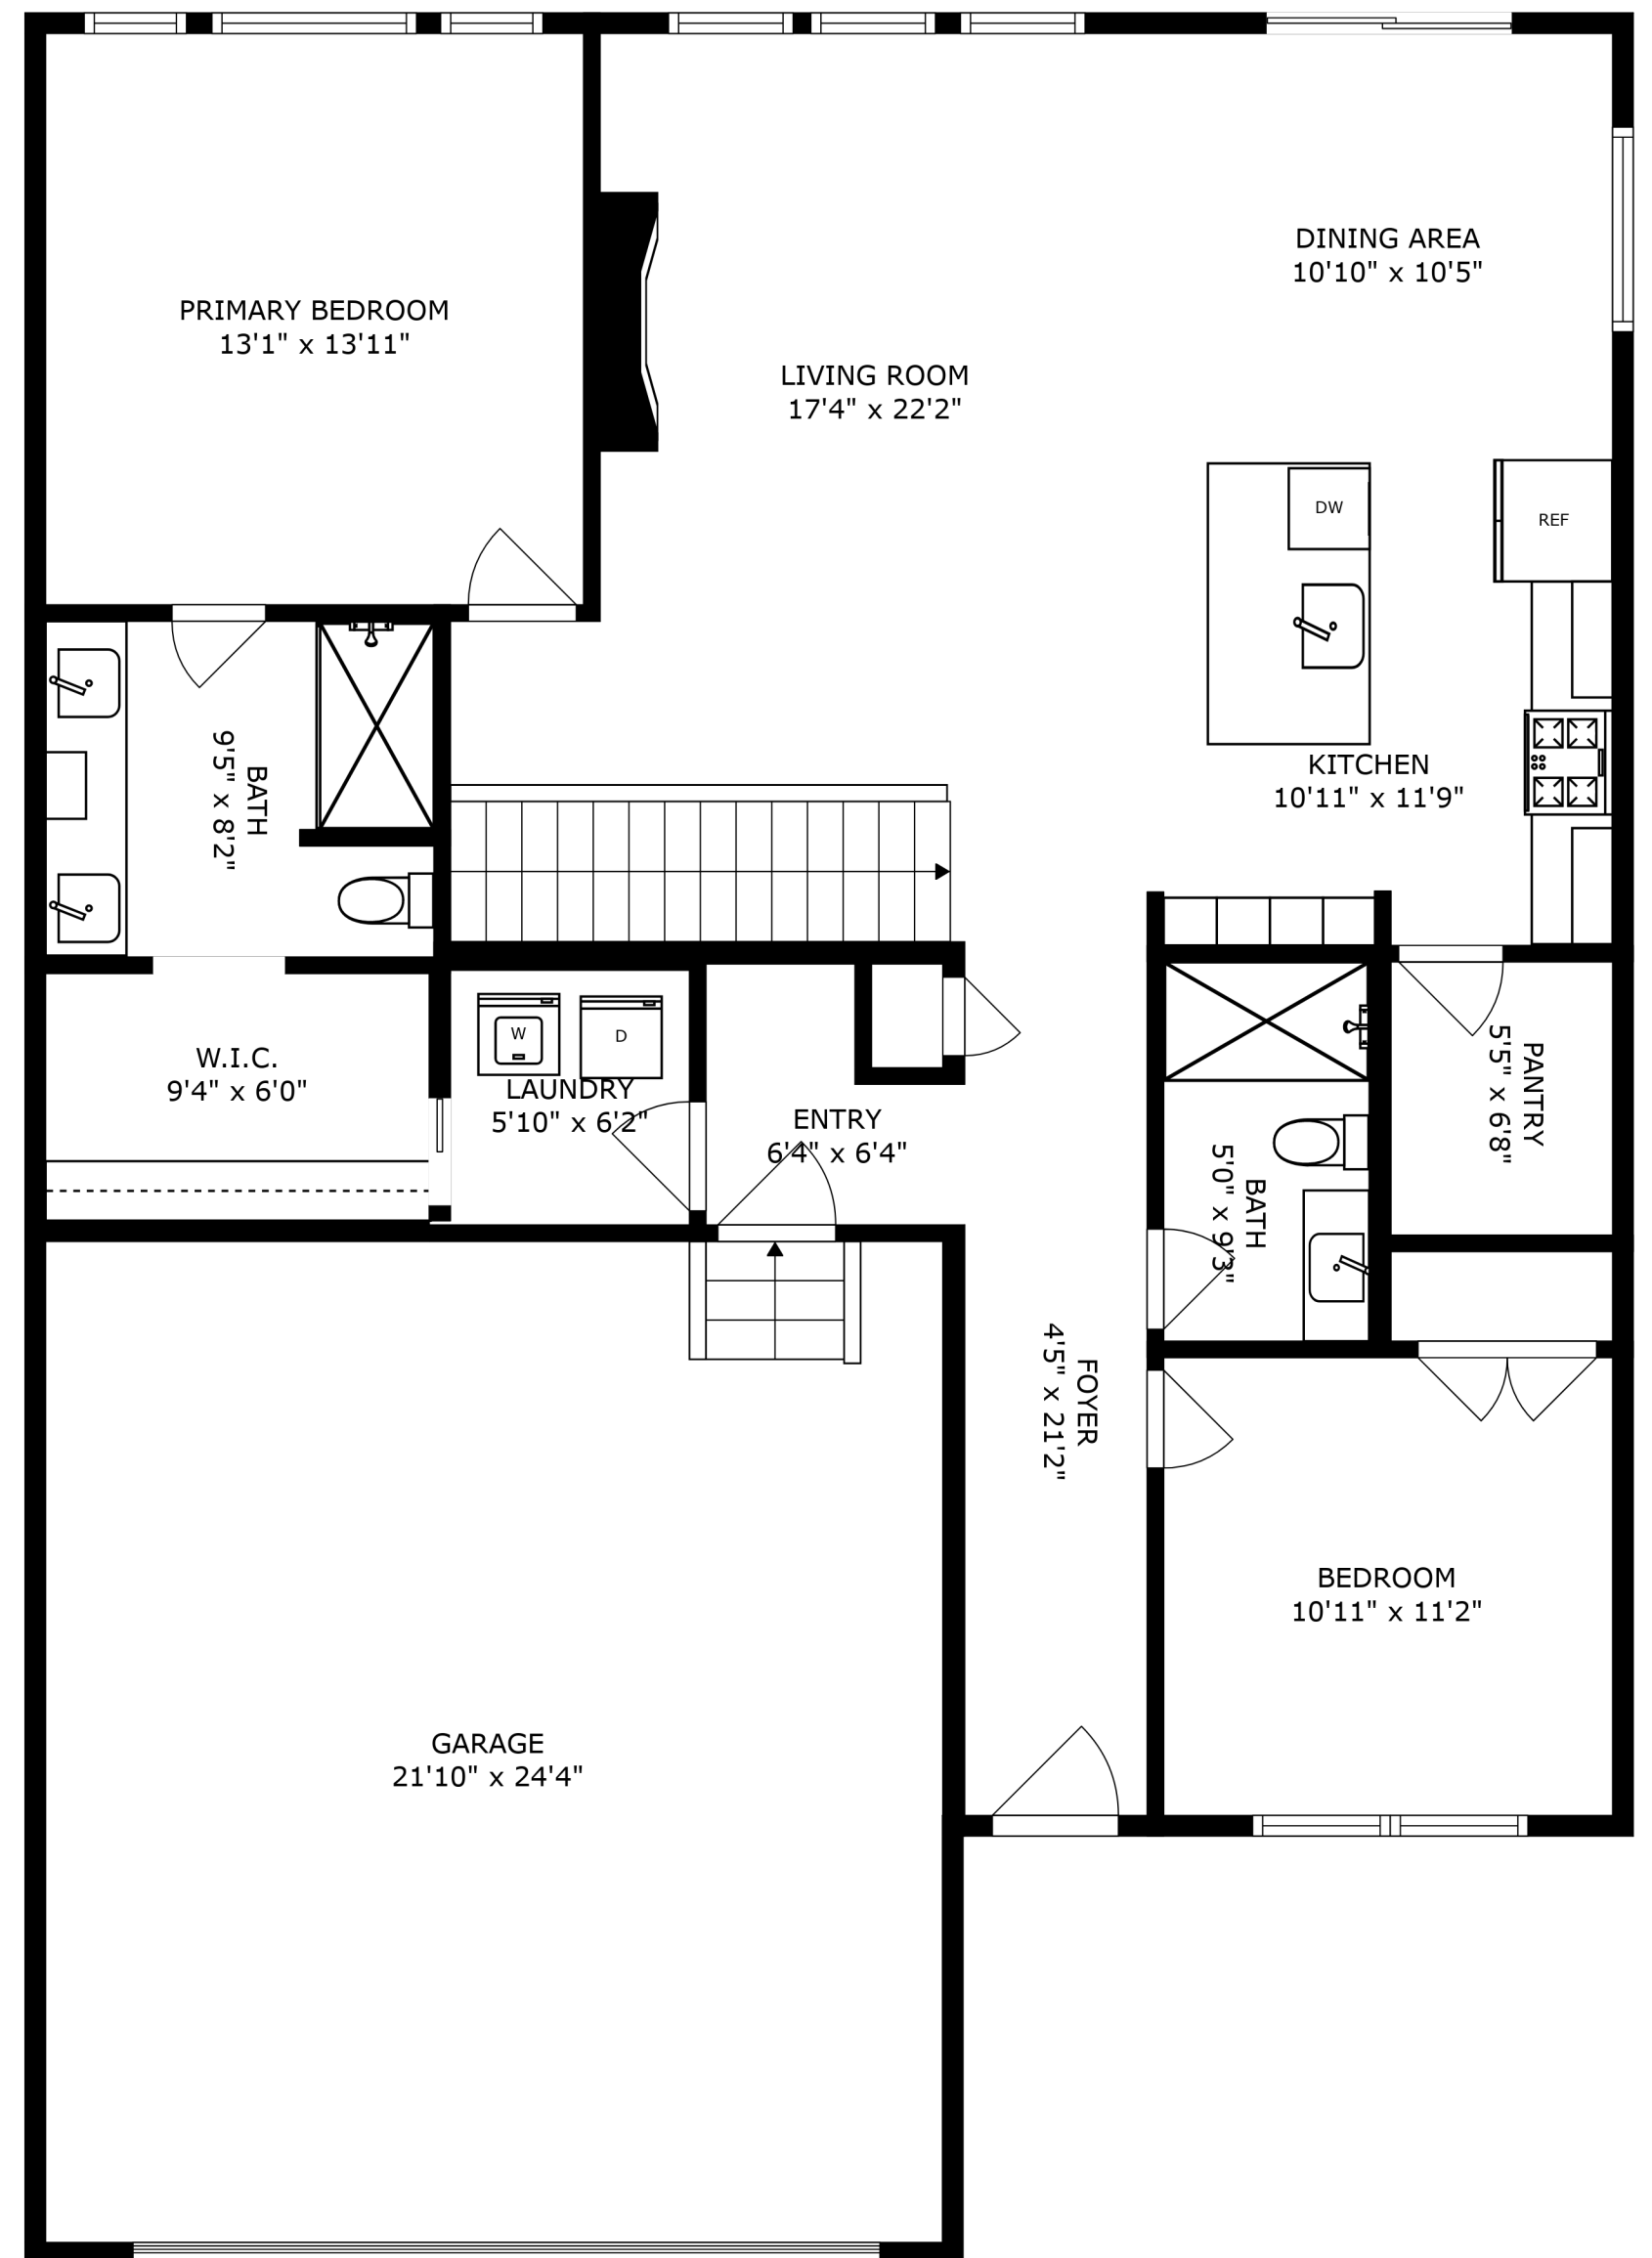 PRIMARY BEDROOM
13'1" x 13'11"
LIVING ROOM
17'4" x 22'2"
DINING AREA
10'10" x 10'5"
DW
REF
KITCHEN
10'11" x 11'9"
BATH
9'5" x 8'2"
W.I.C.
9'4" x 6'0"
W
D
LAUNDRY
5'10" x 6'2"
ENTRY
6'4" x 6'4"
BATH
5'0" x 9'3"
PANTRY
5'5" x 6'8"
FOYER
4'5" x 21'2"
BEDROOM
10'11" x 11'2"
GARAGE
21'10" x 24'4"